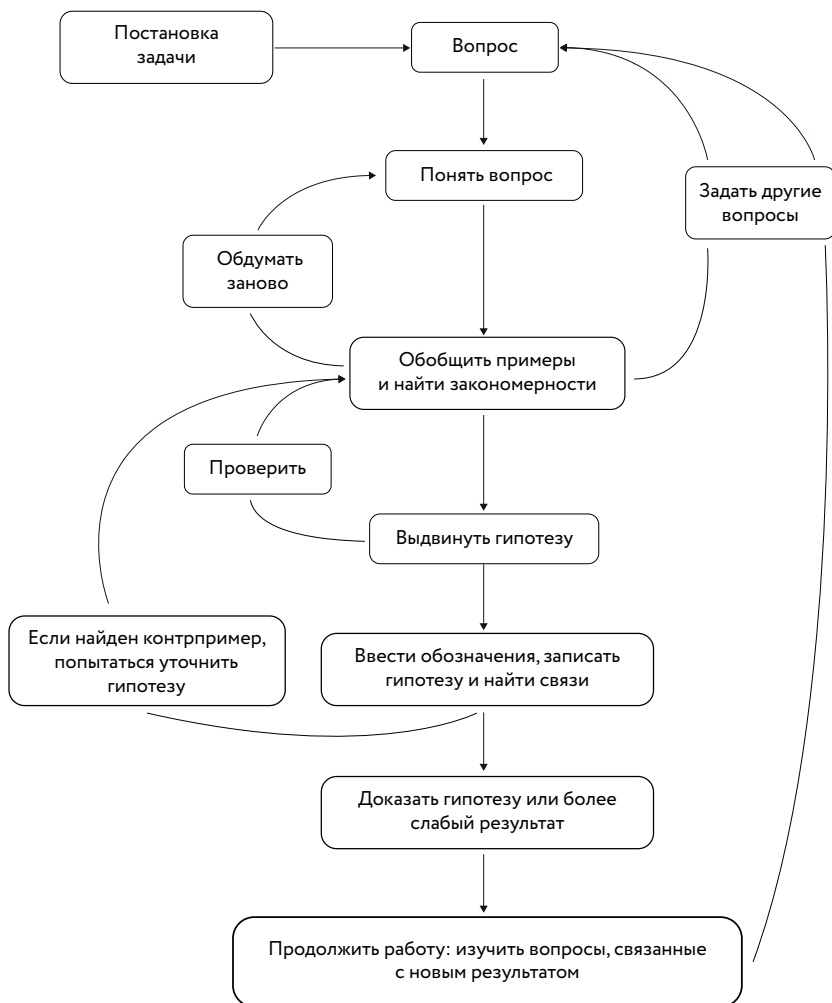 Постановка
задачи
Вопрос
Понять вопрос
Задать другие
вопросы
Обдумать
заново
Обобщить примеры
и найти закономерности
Проверить
Выдвинуть гипотезу
Если найден контрпример,
попытаться уточнить
гипотезу
Ввести обозначения, записать
гипотезу и найти связи
Доказать гипотезу или более
слабый результат
Продолжить работу: изучить вопросы, связанные
с новым результатом